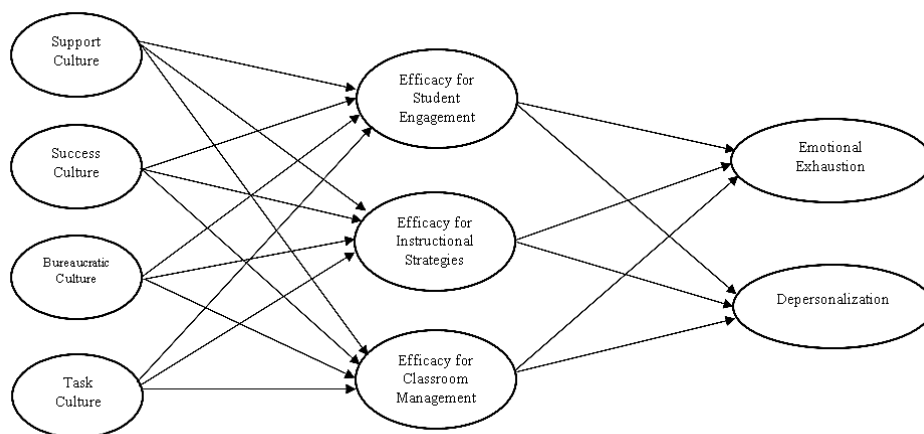 Support
Culture
Success
Culture
Bureaucratic
Culture
Task
Culture
Efficacy for
Student
Engagement
Efficacy for
Instructional
Strategies
Efficacy for
Classroom
Management
Emotional
Exhaustion
Depersonalization